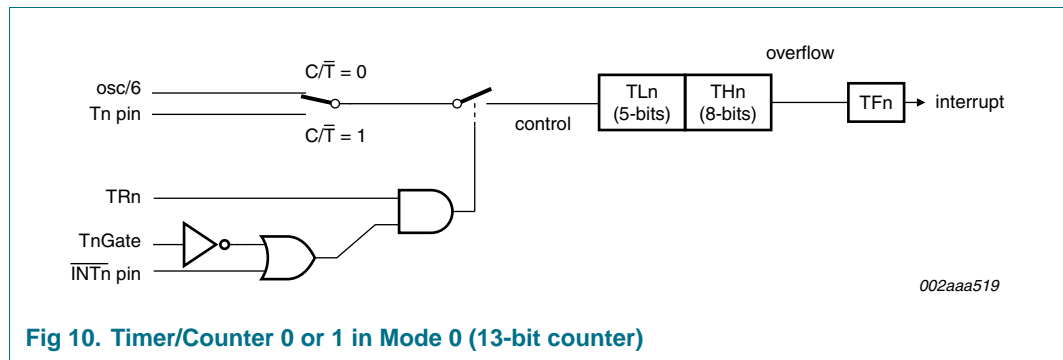 overflow
osc/6
C/T̅ = 0
Tn pin
C/T̅ = 1
control
TLn
(5-bits)
THn
(8-bits)
TFn
interrupt
TRn
TnGate
I̅N̅T̅n̅ pin
002aaa519
Fig 10. Timer/Counter 0 or 1 in Mode 0 (13-bit counter)